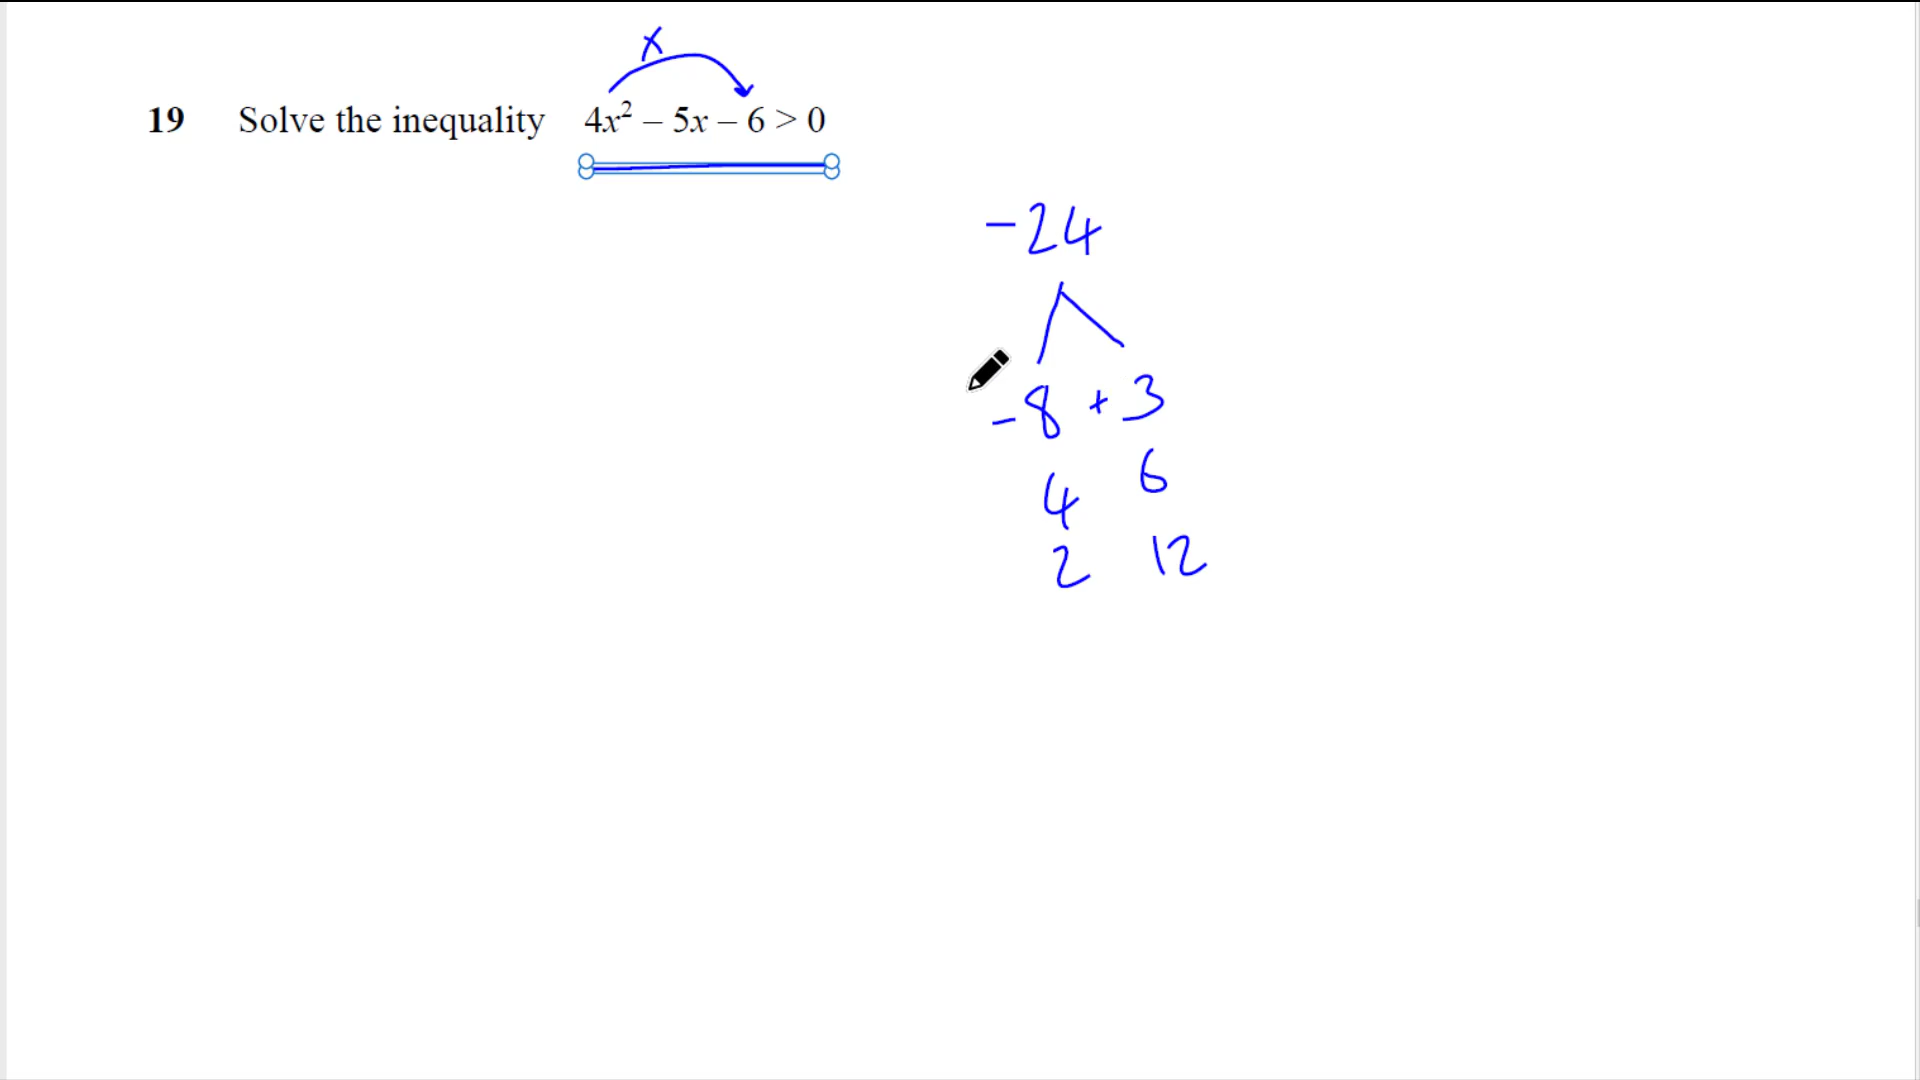 x
19 Solve the inequality 4x² – 5x – 6 > 0
-24
-8 + 3
4 6
2 12